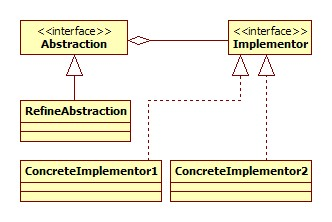 <<interface>>
Abstraction
<<interface>>
Implementor
RefineAbstraction
ConcreteImplementor1
ConcreteImplementor2